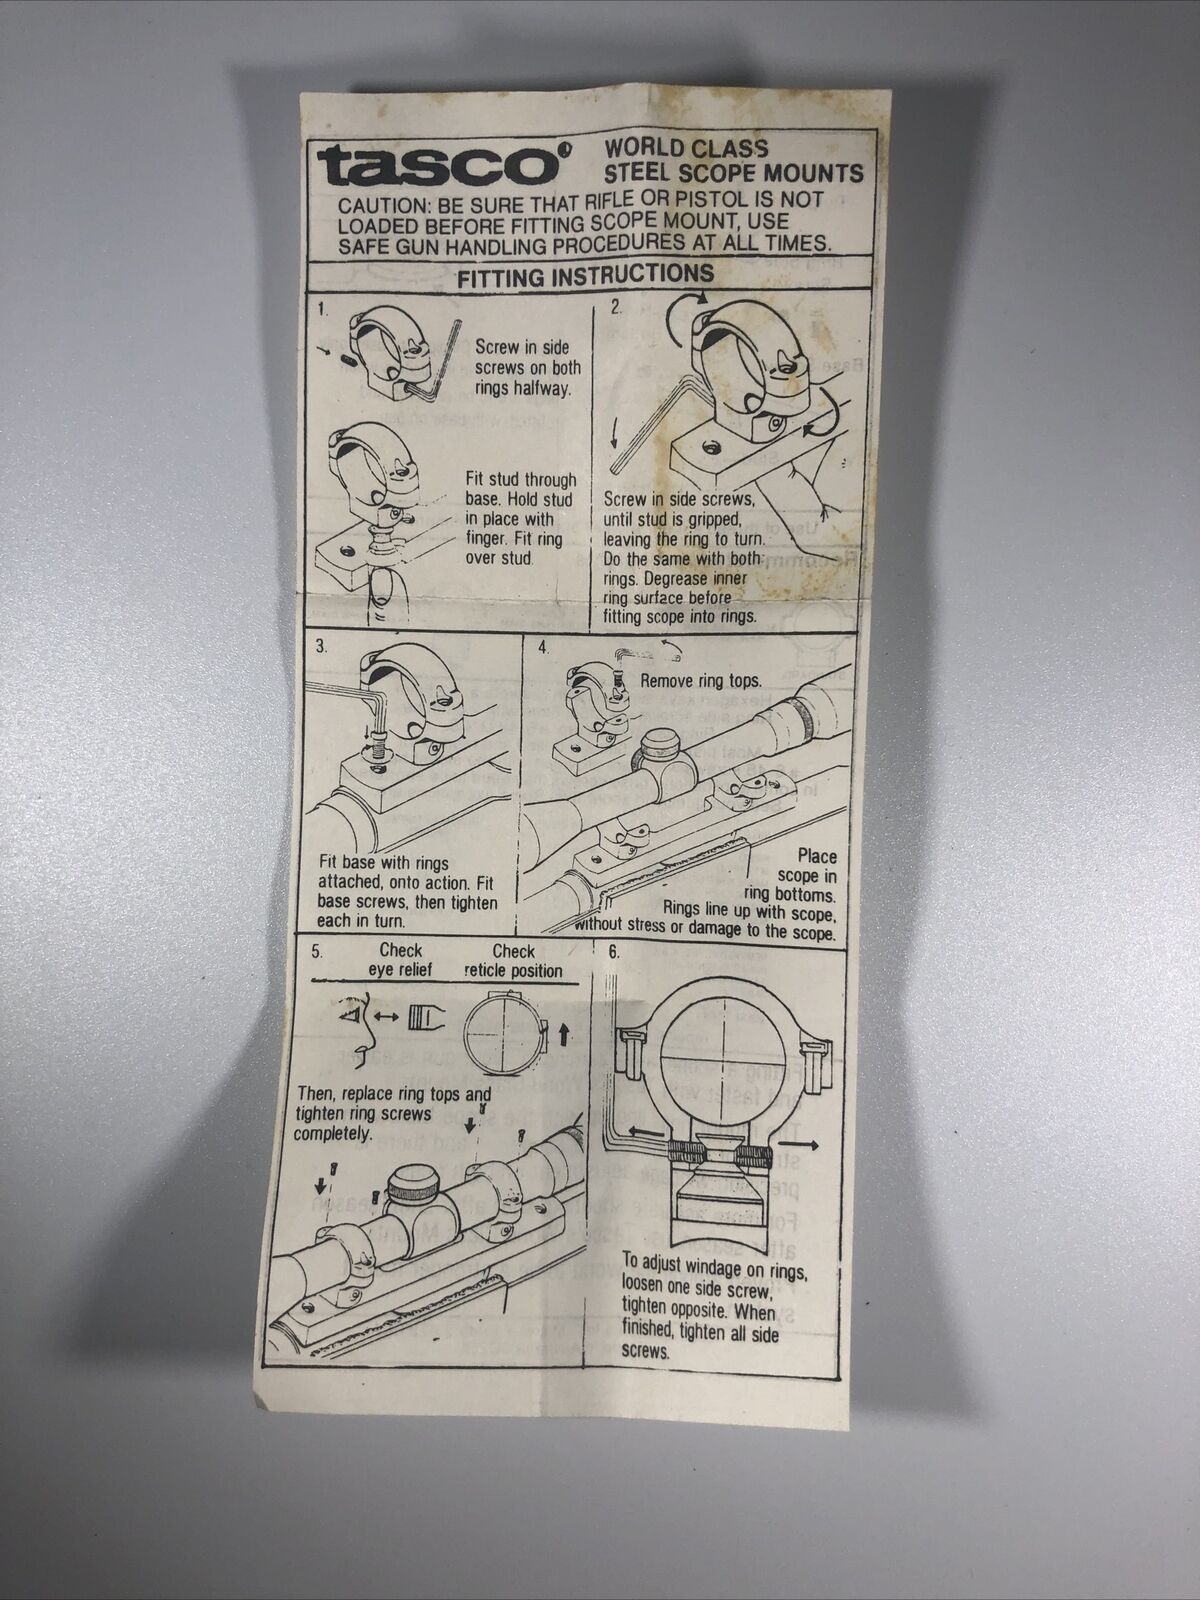 tasco
WORLD CLASS
STEEL SCOPE MOUNTS
CAUTION: BE SURE THAT RIFLE OR PISTOL IS NOT
LOADED BEFORE FITTING SCOPE MOUNT, USE
SAFE GUN HANDLING PROCEDURES AT ALL TIMES.
FITTING INSTRUCTIONS
1.
Screw in side
screws on both
rings halfway.
Fit stud through
base. Hold stud
in place with
finger. Fit ring
over stud
2.
Screw in side screws,
until stud is gripped,
leaving the ring to turn.
Do the same with both
rings. Degrease inner
ring surface before
fitting scope into rings.
3.
Fit base with rings
attached, onto action. Fit
base screws, then tighten
each in turn.
4.
Remove ring tops.
Place
scope in
ring bottoms.
Rings line up with scope,
without stress or damage to the scope.
5.
Check
eye relief
Check
reticle position
Then, replace ring tops and
tighten ring screws
completely.
6.
To adjust windage on rings,
loosen one side screw,
tighten opposite. When
finished, tighten all side
screws.